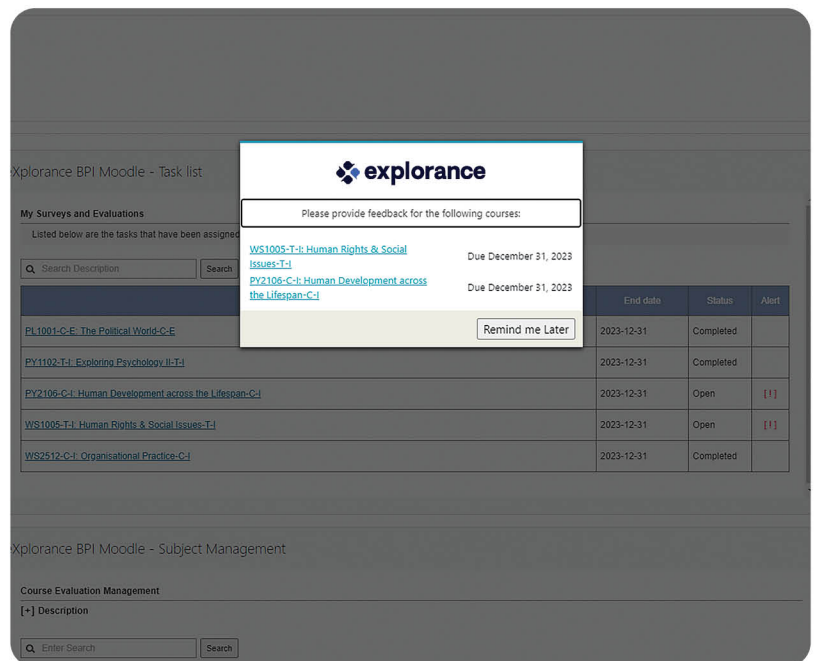 explorance
Please provide feedback for the following courses:
WS1005-T-I: Human Rights & Social
Issues-T-I
Due December 31, 2023
PY2106-C-I: Human Development across
the Lifespan-C-I
Due December 31, 2023
Remind me Later
Xplorance BPI Moodle - Task list
My Surveys and Evaluations
Listed below are the tasks that have been assigned
Search Description
Search
End date
Status
Alert
PL1001-C-E: The Political World-C-E
2023-12-31
Completed
PY1102-T-I: Exploring Psychology II-T-I
2023-12-31
Completed
PY2106-C-I: Human Development across the Lifespan-C-I
2023-12-31
Open
[!]
WS1005-T-I: Human Rights & Social Issues-T-I
2023-12-31
Open
[!]
WS2512-C-I: Organisational Practice-C-I
2023-12-31
Completed
Xplorance BPI Moodle - Subject Management
Course Evaluation Management
[+] Description
Enter Search
Search